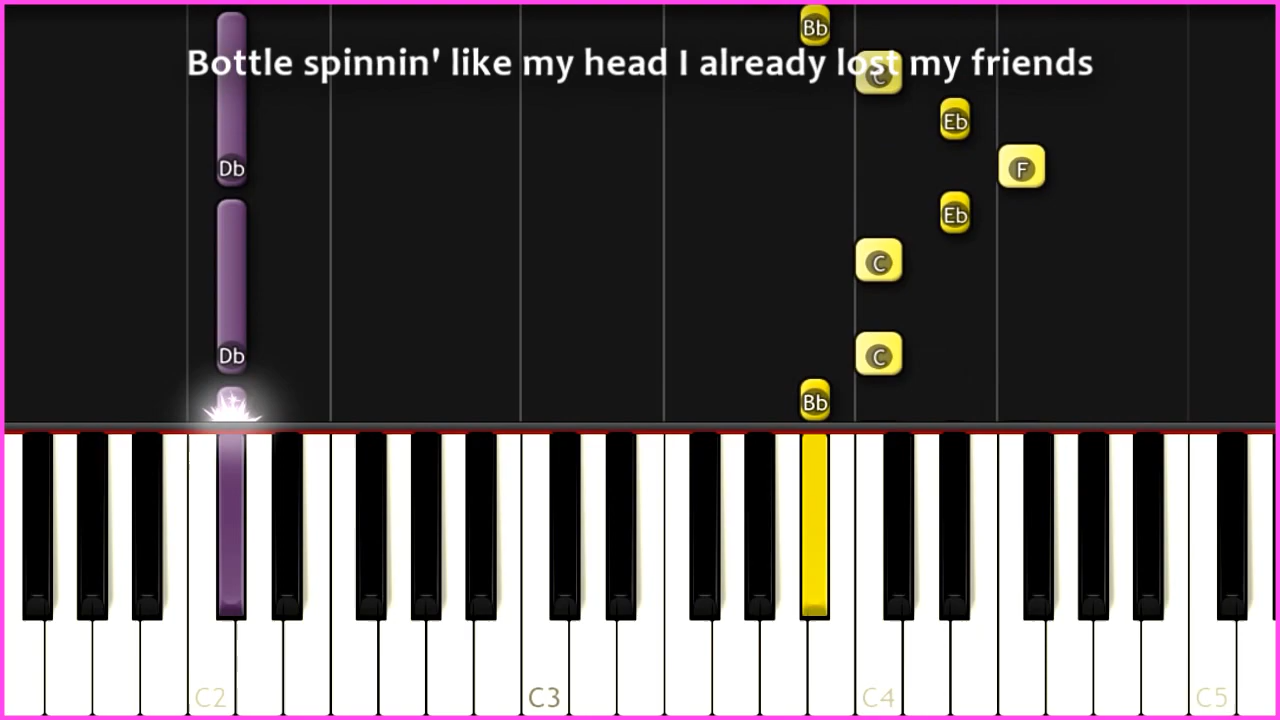 Bb
Bottle spinnin' like my head I already lost my friends
C
Eb
Db
F
Eb
C
Db
C
Bb
C2
C3
C4
C5